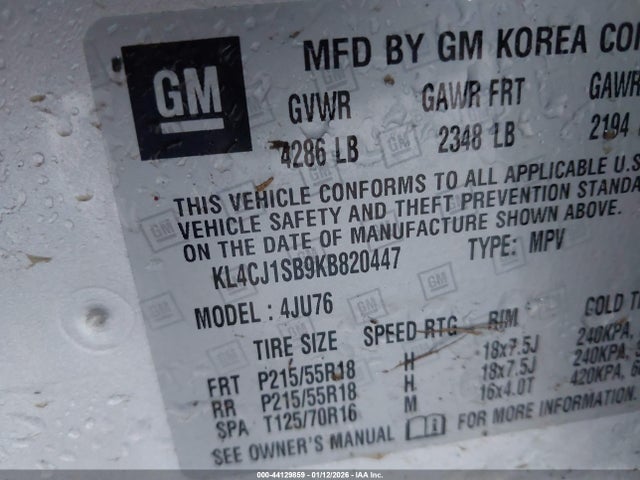 GM
MFD BY GM KOREA
GVWR GAWR FRT GAWR
4286 LB 2348 LB 2194
THIS VEHICLE CONFORMS TO ALL APPLICABLE U.S
VEHICLE SAFETY AND THEFT PREVENTION STANDA
ON THE DATE OF MANUFACTURE SHOWN ABOVE.
KL4CJ1SB9KB820447 TYPE: MPV
MODEL : 4JU76
TIRE SIZE SPEED RTG RIM COLD
FRT P215/55R18 H 18x7.5J 240KPA,
RR P215/55R18 H 18x7.5J 240KPA,
SPA T125/70R16 M 16x4.0T 420KPA, 6
SEE OWNER'S MANUAL FOR MORE INFORMATION.
000-44129859 - 01/12/2026 - IAAI Inc.